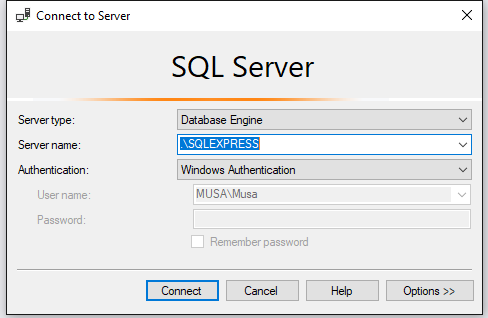 Connect to Server
SQL Server
Server type: Database Engine
Server name: .\SQLEXPRESS
Authentication: Windows Authentication
User name: MUSA\Musa
Password:
Remember password
Connect Cancel Help Options >>